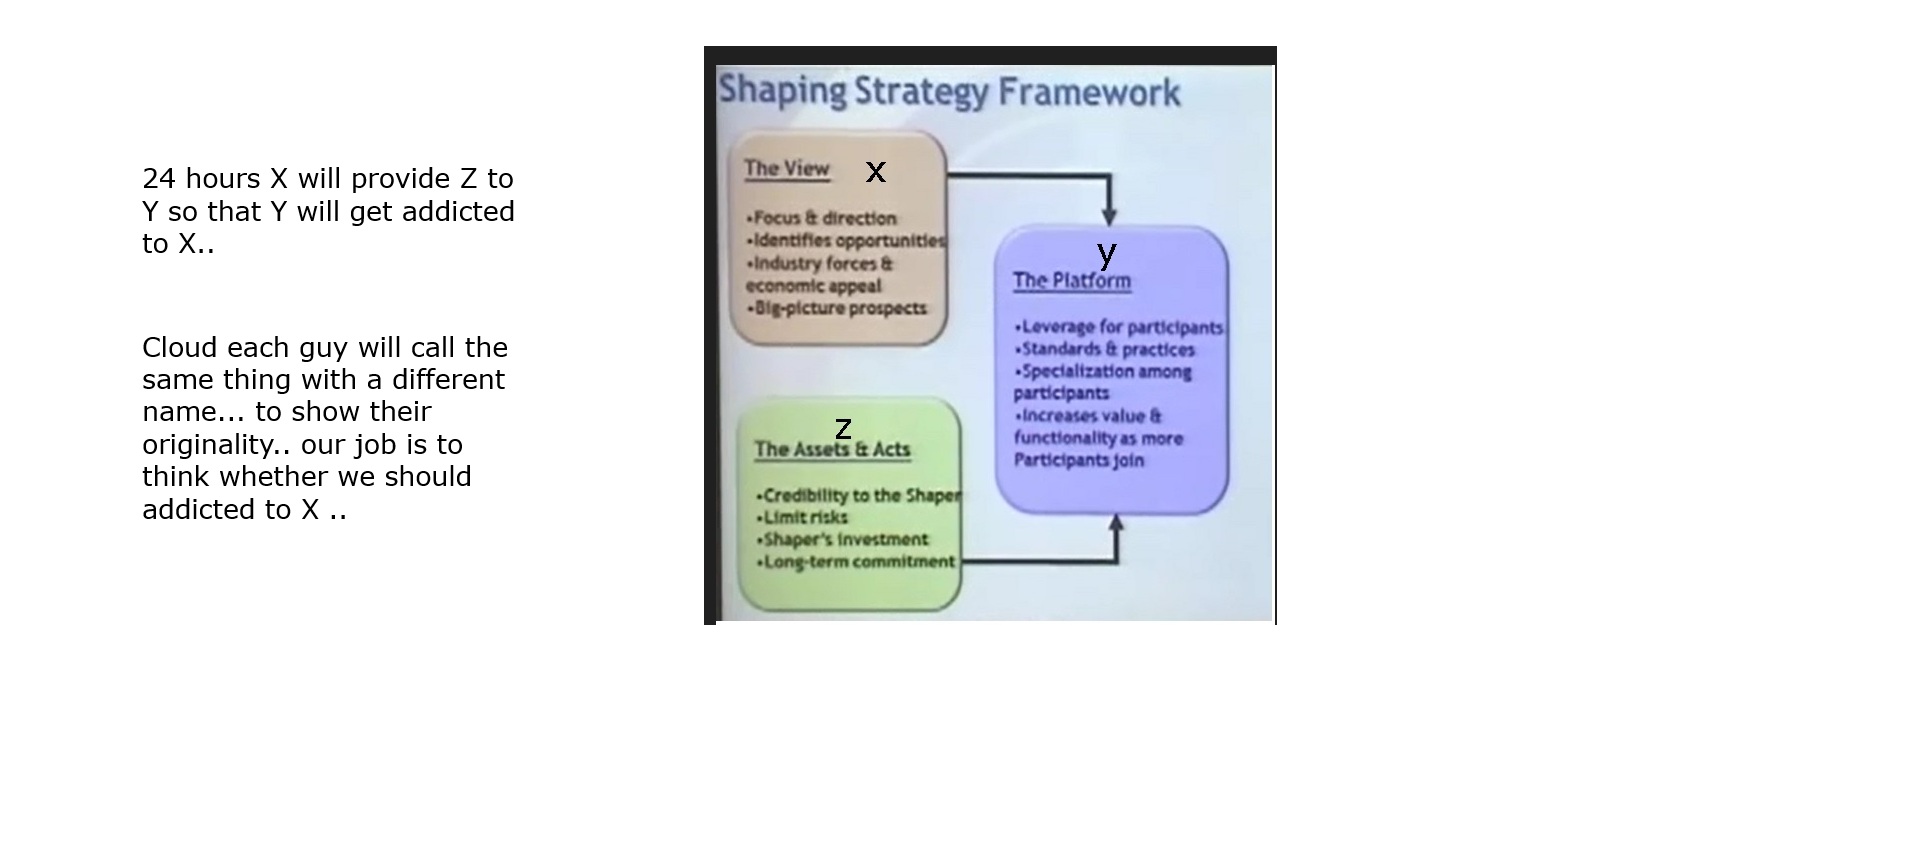 24 hours X will provide Z to
Y so that Y will get addicted
to X..
Cloud each guy will call the
same thing with a different
name... to show their
originality.. our job is to
think whether we should
addicted to X ..
Shaping Strategy Framework
The View x
•Focus & direction
•Identifies opportunities
•Industry forces &
economic appeal
•Big-picture prospects
y
The Platform
•Leverage for participants
•Standards & practices
•Specialization among
participants
•Increases value &
functionality as more
Participants join
z
The Assets & Acts
•Credibility to the Shaper
•Limit risks
•Shaper's investment
•Long-term commitment